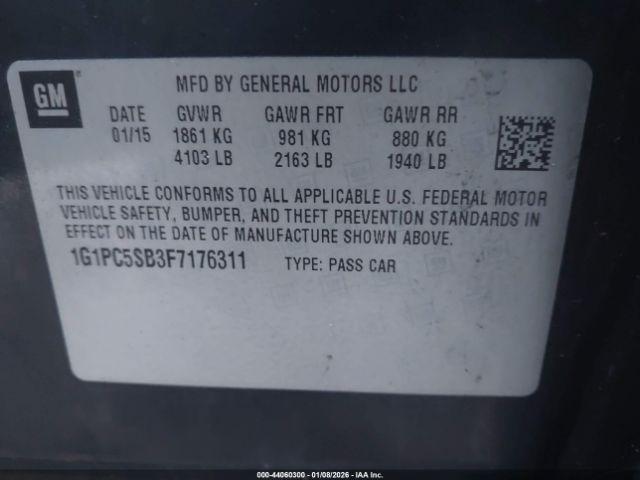 GM
MFD BY GENERAL MOTORS LLC
DATE GVWR GAWR FRT GAWR RR
01/15 1861 KG 981 KG 880 KG
4103 LB 2163 LB 1940 LB
THIS VEHICLE CONFORMS TO ALL APPLICABLE U.S. FEDERAL MOTOR
VEHICLE SAFETY, BUMPER, AND THEFT PREVENTION STANDARDS IN
EFFECT ON THE DATE OF MANUFACTURE SHOWN ABOVE.
1G1PC5SB3F7176311 TYPE: PASS CAR
000-44060300 - 01/08/2026 - IAA Inc.